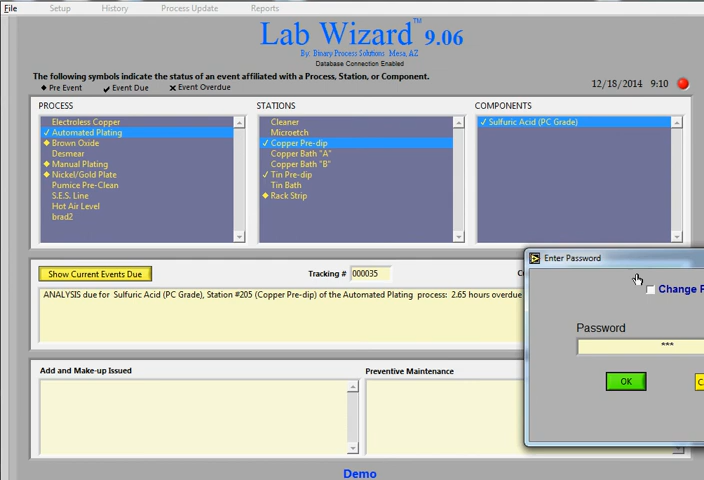 File Setup History Process Update Reports
Lab Wizard™ 9.06
By: Binary Process Solutions Mesa, AZ
Database Connection Enabled
The following symbols indicate the status of an event affiliated with a Process, Station, or Component.
◆ Pre Event ✓ Event Due ✕ Event Overdue
12/18/2014 9:10
PROCESS
Electroless Copper
✓ Automated Plating
◆ Brown Oxide
Desmear
◆ Manual Plating
◆ Nickel/Gold Plate
Pumice Pre-Clean
S.E.S. Line
Hot Air Level
brad2
STATIONS
Cleaner
Microetch
✓ Copper Pre-dip
Copper Bath "A"
Copper Bath "B"
✓ Tin Pre-dip
Tin Bath
◆ Rack Strip
COMPONENTS
✓ Sulfuric Acid (PC Grade)
Show Current Events Due
Tracking # 000035
ANALYSIS due for Sulfuric Acid (PC Grade), Station #205 (Copper Pre-dip) of the Automated Plating process: 2.65 hours overdue
Enter Password
Change
Password
***
OK
Add and Make-up Issued
Preventive Maintenance
Demo